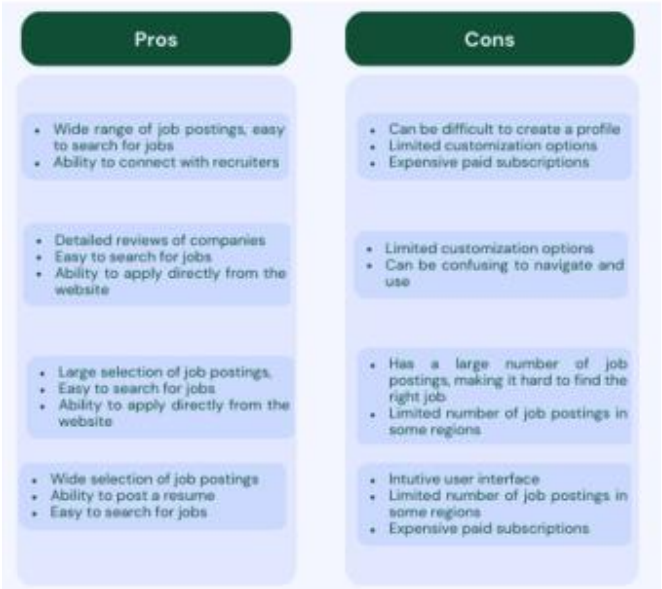 Pros
Cons
• Wide range of job postings, easy
to search for jobs
• Ability to connect with recruiters
• Can be difficult to create a profile
• Limited customization options
• Expensive paid subscriptions
• Detailed reviews of companies
• Easy to search for jobs
• Ability to apply directly from the
website
• Limited customization options
• Can be confusing to navigate and
use
• Large selection of job postings,
• Easy to search for jobs
• Ability to apply directly from the
website
• Has a large number of job
postings, making it hard to find the
right job
• Limited number of job postings in
some regions
• Wide selection of job postings
• Ability to post a resume
• Easy to search for jobs
• Intutive user interface
• Limited number of job postings in
some regions
• Expensive paid subscriptions